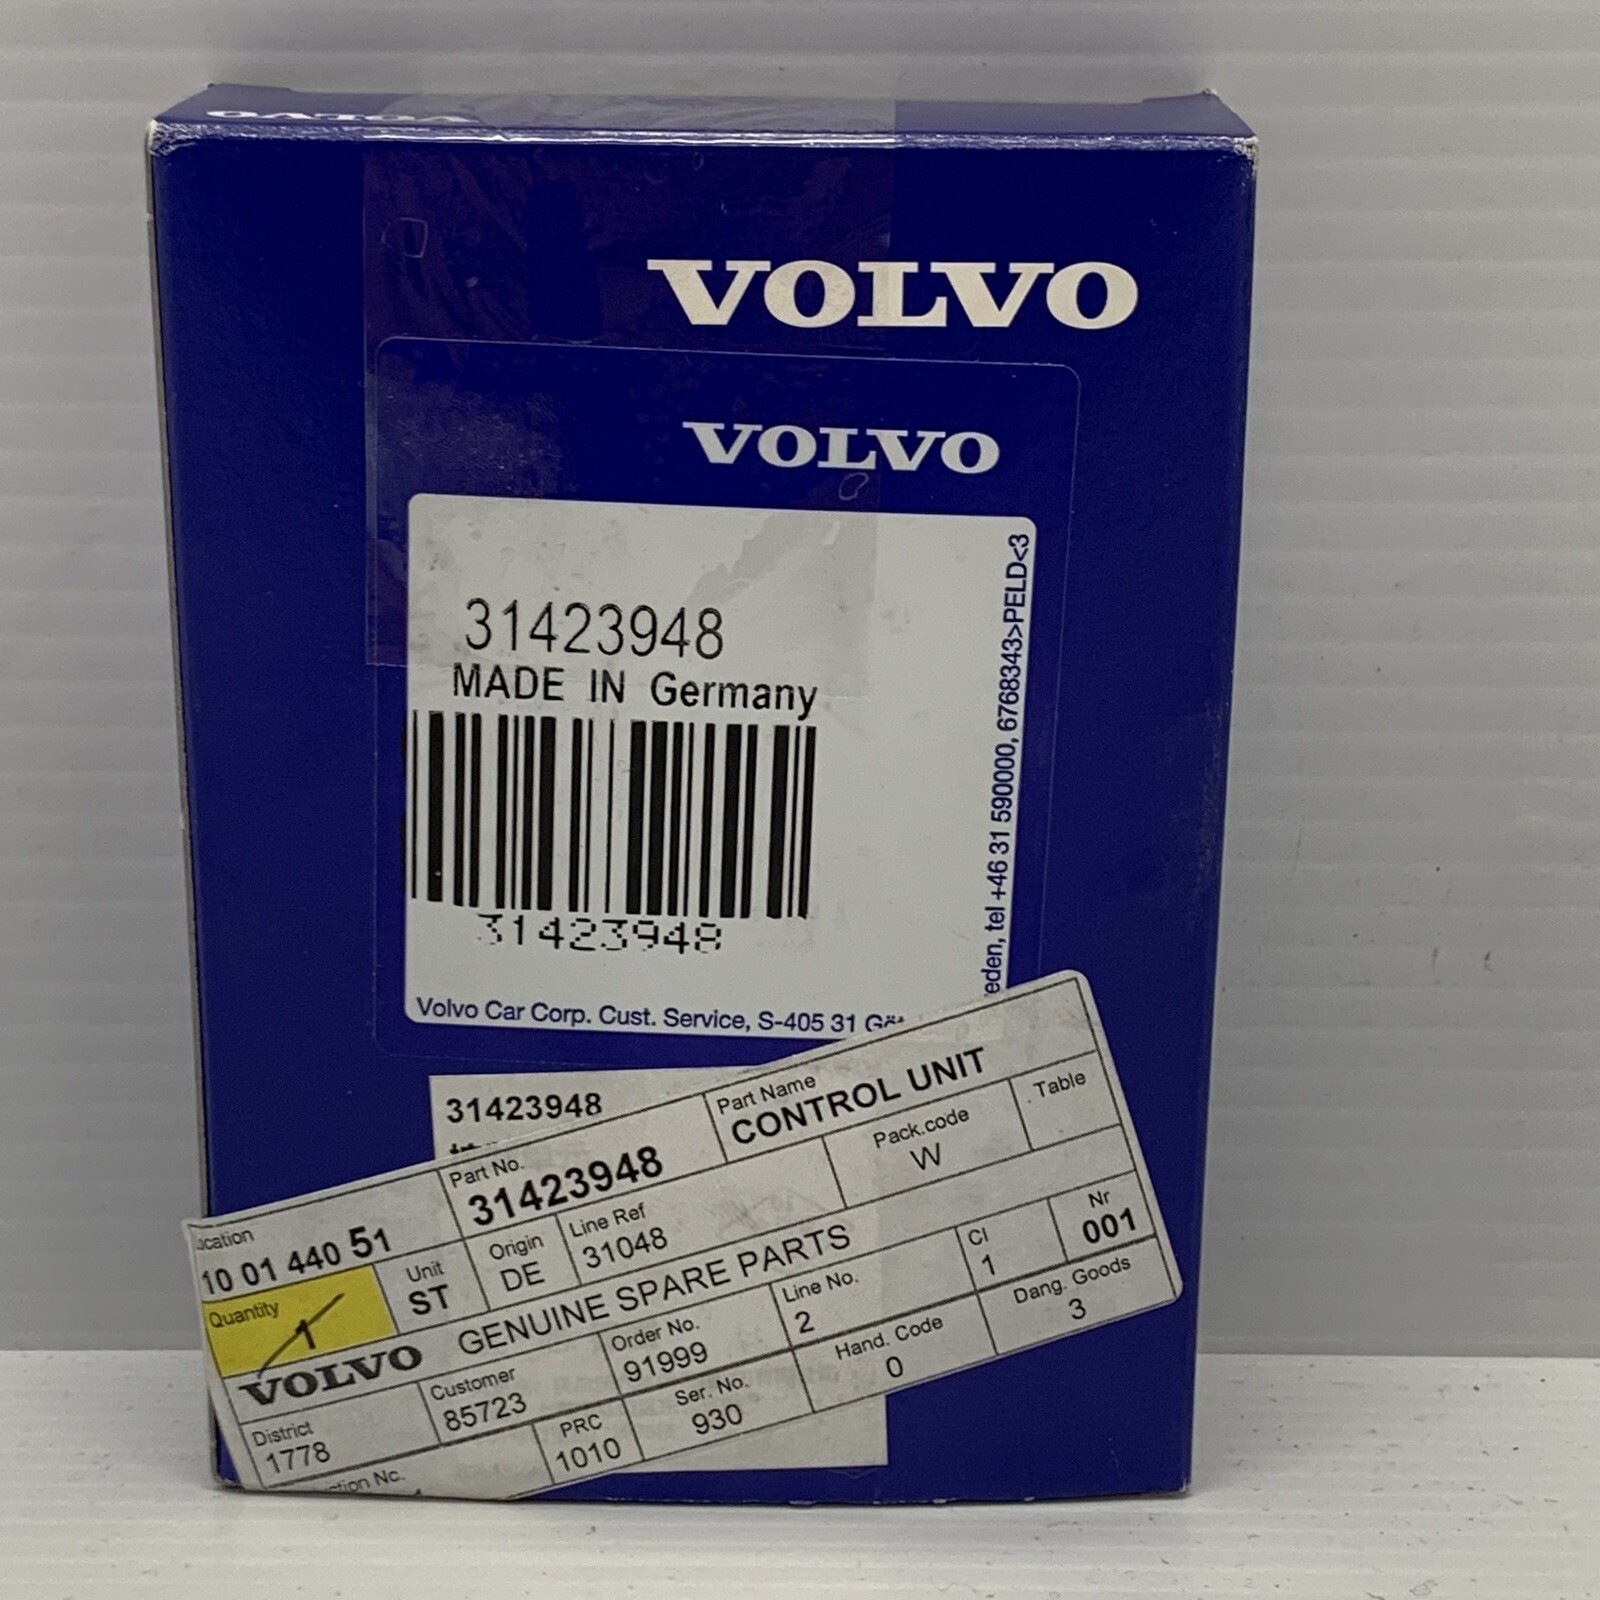 VOLVO
VOLVO
VOLVO
31423948
MADE IN Germany
31423948
Volvo Car Corp. Cust. Service, S-405 31
tel +46 31 590000, 6768343>PELD<3
31423948
Part No.
31423948
Part Name
CONTROL UNIT
10 01 440 51
Unit
ST
Origin
DE
Line Ref
31048
Pack.code
W
Table
Quantity
1
VOLVO GENUINE SPARE PARTS
Cl
1
Nr
001
District
1778
Customer
85723
Order No.
91999
Line No.
2
PRC
1010
Ser. No.
930
Hand. Code
0
Dang. Goods
3